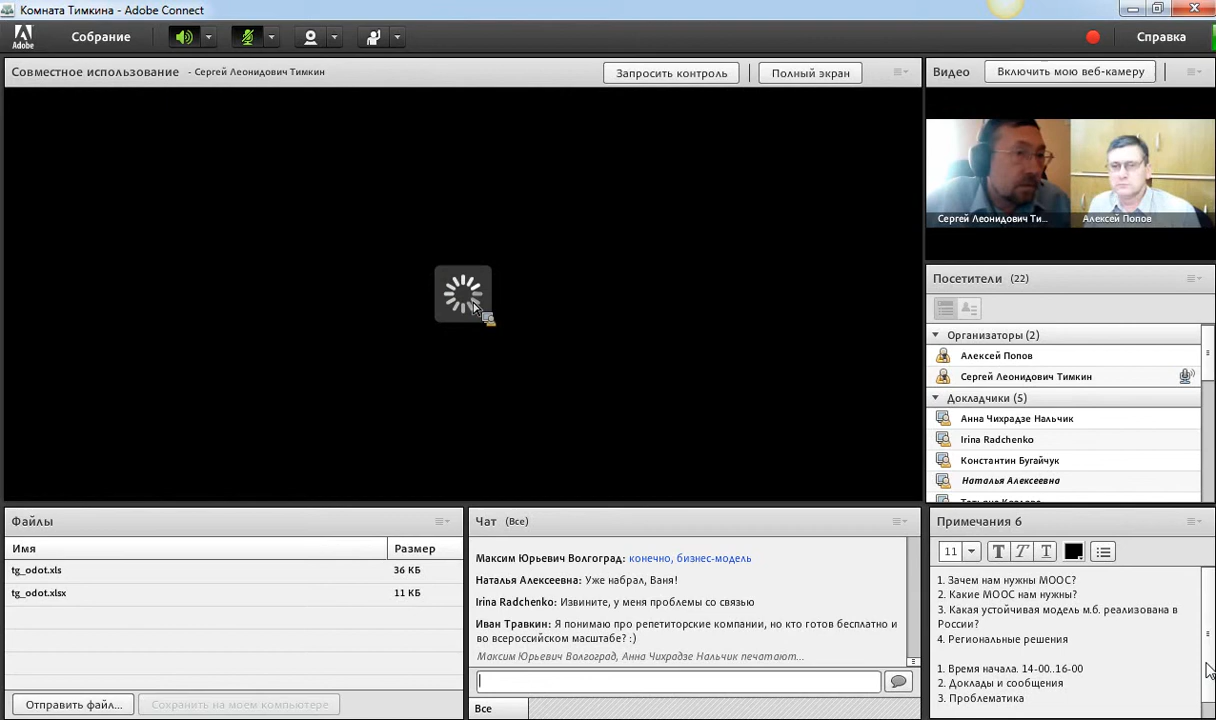 Комната Тимкина - Adobe Connect
Adobe
Собрание
Справка
Совместное использование - Сергей Леонидович Тимкин
Запросить контроль
Полный экран
Видео
Включить мою веб-камеру
Сергей Леонидович Ти...
Алексей Попов
Посетители (22)
Организаторы (2)
Алексей Попов
Сергей Леонидович Тимкин
Докладчики (5)
Анна Чихрадзе Нальчик
Irina Radchenko
Константин Бугайчук
Наталья Алексеевна
Файлы
Имя Размер
tg_odot.xls 36 КБ
tg_odot.xlsx 11 КБ
Отправить файл...
Сохранить на моем компьютере
Чат (Все)
Максим Юрьевич Волгоград: конечно, бизнес-модель
Наталья Алексеевна: Уже набрал, Ваня!
Irina Radchenko: Извините, у меня проблемы со связью
Иван Травкин: Я понимаю про репетиторские компании, но кто готов бесплатно и
во всероссийском масштабе? :)
Максим Юрьевич Волгоград, Анна Чихрадзе Нальчик печатают...
Все
Примечания 6
11 T T T
1. Зачем нам нужны МООС?
2. Какие МООС нам нужны?
3. Какая устойчивая модель м.б. реализована в
России?
4. Региональные решения
1. Время начала. 14-00..16-00
2. Доклады и сообщения
3. Проблематика